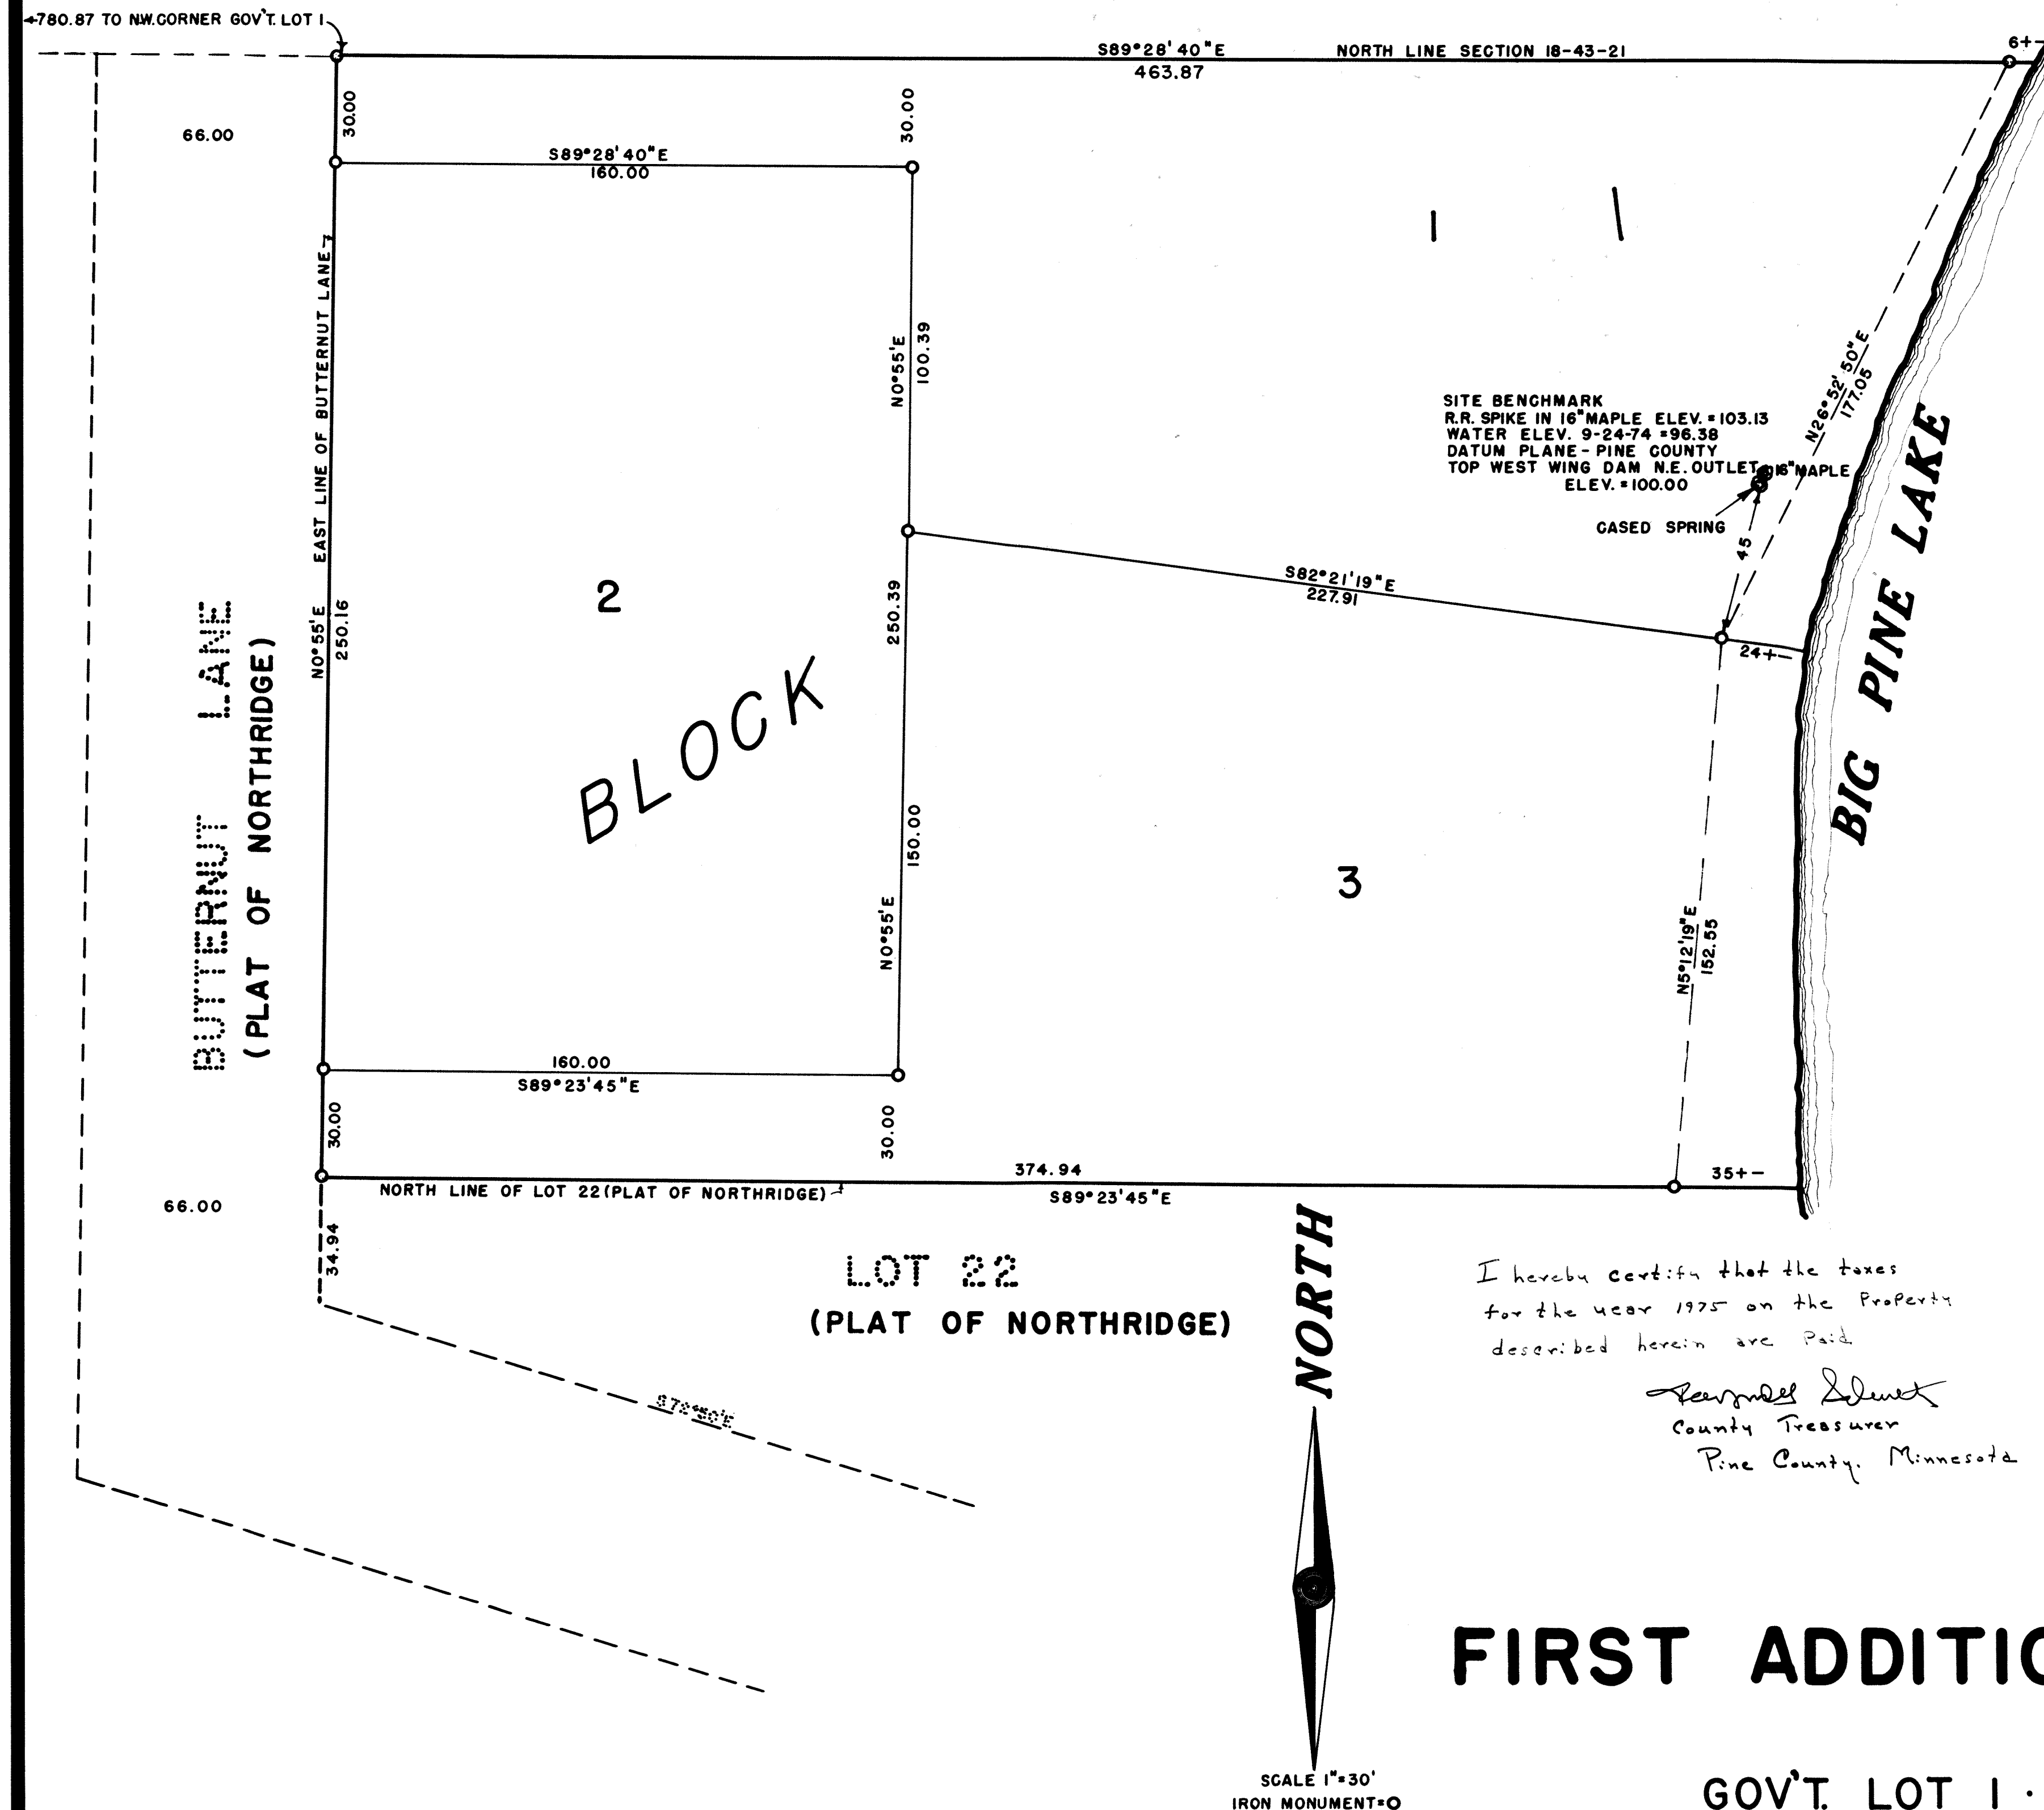 780.87 TO N.W. CORNER GOV'T. LOT 1
S89°28'40"E
NORTH LINE SECTION 18-43-21
6+-
463.87
66.00
30.00
30.00
S89°28'40"E
160.00
1
EAST LINE OF BUTTERNUT LANE
N0°55'E
250.16
N0°55'E
100.39
N26°52'50"E
177.05
SITE BENCHMARK
R.R. SPIKE IN 16" MAPLE ELEV. = 103.13
WATER ELEV. 9-24-74 = 96.38
DATUM PLANE - PINE COUNTY
TOP WEST WING DAM N.E. OUTLET
ELEV. = 100.00
16" MAPLE
CASED SPRING
45
S82°21'19"E
227.91
24+-
2
BLOCK
1
250.39
150.00
N0°55'E
3
N5°12'19"E
152.55
BIG PINE LAKE
BUTTERNUT LANE
(PLAT OF NORTHRIDGE)
160.00
S89°23'45"E
30.00
30.00
374.94
35+-
NORTH LINE OF LOT 22 (PLAT OF NORTHRIDGE)
S89°23'45"E
66.00
34.94
LOT 22
(PLAT OF NORTHRIDGE)
NORTH
I hereby certify that the taxes
for the year 1975 on the Property
described herein are Paid
County Treasurer
Pine County, Minnesota
FIRST ADDITIO
SCALE 1"=30'
IRON MONUMENT=O
GOV'T. LOT 1